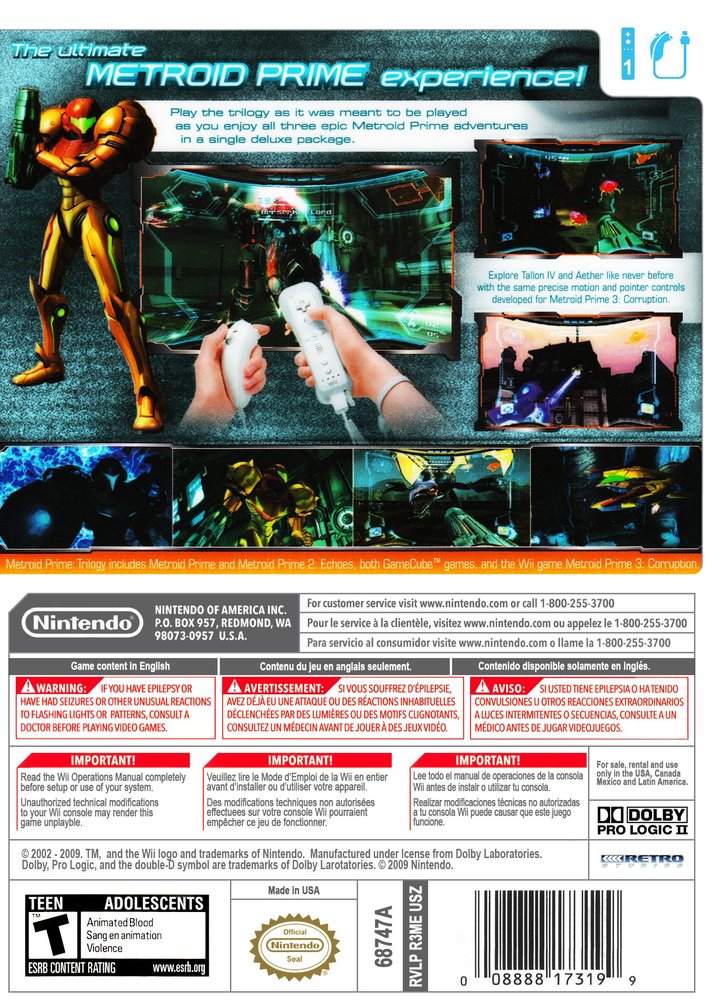 The ultimate
METROID PRIME experience!
1
Play the trilogy as it was meant to be played
as you enjoy all three epic Metroid Prime adventures
in a single deluxe package.
Berserker Lord
Explore Tallon IV and Aether like never before
with the same precise motion and pointer controls
developed for Metroid Prime 3: Corruption.
Wii
Metroid Prime Trilogy includes Metroid Prime and Metroid Prime 2: Echoes, both GameCube™ games, and the Wii game Metroid Prime 3: Corruption.
Nintendo®
NINTENDO OF AMERICA INC.
P.O. BOX 957, REDMOND, WA
98073-0957 U.S.A.
For customer service visit www.nintendo.com or call 1-800-255-3700
Pour le service à la clientèle, visitez www.nintendo.com ou appelez le 1-800-255-3700
Para servicio al consumidor visite www.nintendo.com o llame la 1-800-255-3700
Game content in English
Contenu du jeu en anglais seulement.
Contenido disponible solamente en inglés.
WARNING: IF YOU HAVE EPILEPSY OR
HAVE HAD SEIZURES OR OTHER UNUSUAL REACTIONS
TO FLASHING LIGHTS OR PATTERNS, CONSULT A
DOCTOR BEFORE PLAYING VIDEO GAMES.
AVERTISSEMENT: SI VOUS SOUFFREZ D'ÉPILEPSIE,
AVEZ DÉJÀ EU UNE ATTAQUE OU DES RÉACTIONS INHABITUELLES
DÉCLENCHÉES PAR DES LUMIÈRES OU DES MOTIFS CLIGNOTANTS,
CONSULTEZ UN MÉDECIN AVANT DE JOUER À DES JEUX VIDÉO.
AVISO: SI USTED TIENE EPILEPSIA O HA TENIDO
CONVULSIONES U OTROS REACCIONES EXTRAORDINARIOS
A LUCES INTERMITENTES O SECUENCIAS, CONSULTE A UN
MÉDICO ANTES DE JUGAR VIDEOJUEGOS.
IMPORTANT!
Read the Wii Operations Manual completely
before setup or use of your system.
Unauthorized technical modifications
to your Wii console may render this
game unplayable.
IMPORTANT!
Veuillez lire le Mode d'Emploi de la Wii en entier
avant d'installer ou d'utiliser votre appareil.
Des modifications techniques non autorisées
effectuees sur votre console Wii pourraient
empêcher ce jeu de fonctionner.
IMPORTANT!
Lee todo el manual de operaciones de la consola
Wii antes de instalr o utilizar tu consola.
Realizar modificaciones técnicas no autorizadas
a tu consola Wii puede causar que este juego
funcione.
For sale, rental and use
only in the USA, Canada
Mexico and Latin America.
DOLBY
PRO LOGIC II
RETRO
STUDIOS
© 2002 - 2009. TM, and the Wii logo and trademarks of Nintendo. Manufactured under lcense from Dolby Laboratories.
Dolby, Pro Logic, and the double-D symbol are trademarks of Dolby Larotatories. © 2009 Nintendo.
TEEN ADOLESCENTS
T
TM
Animated Blood
Sang en animation
Violence
ESRB CONTENT RATING www.esrb.org
Made in USA
Official
Nintendo
Seal
68747A
RVLP R3ME USZ
0 08888 17319 9